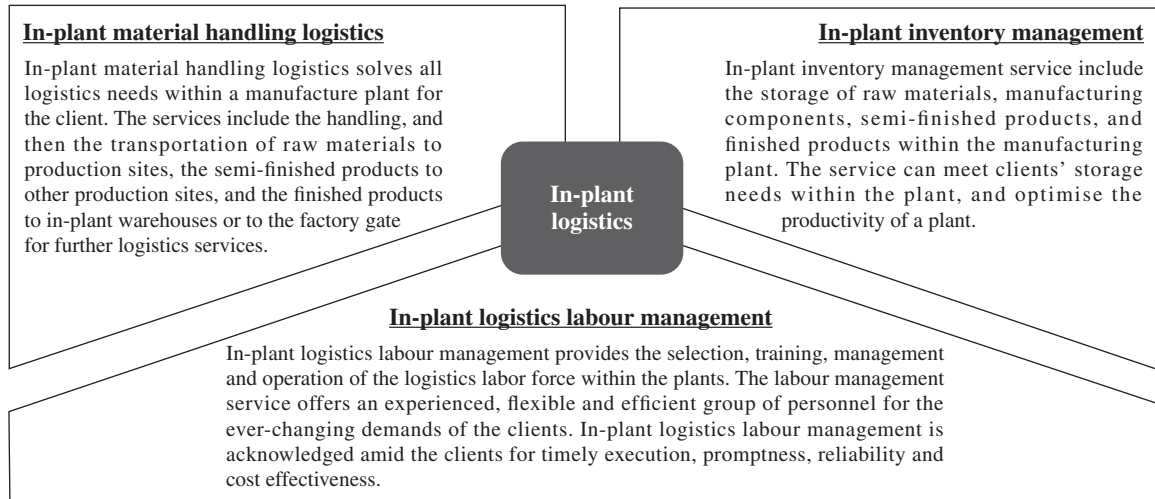 In-plant material handling logistics
In-plant material handling logistics solves all
logistics needs within a manufacture plant for
the client. The services include the handling, and
then the transportation of raw materials to
production sites, the semi-finished products to
other production sites, and the finished products
to in-plant warehouses or to the factory gate
for further logistics services.
In-plant inventory management
In-plant inventory management service include
the storage of raw materials, manufacturing
components, semi-finished products, and
finished products within the manufacturing
plant. The service can meet clients' storage
needs within the plant, and optimise the
productivity of a plant.
In-plant
logistics
In-plant logistics labour management
In-plant logistics labour management provides the selection, training, management
and operation of the logistics labor force within the plants. The labour management
service offers an experienced, flexible and efficient group of personnel for the
ever-changing demands of the clients. In-plant logistics labour management is
acknowledged amid the clients for timely execution, promptness, reliability and
cost effectiveness.